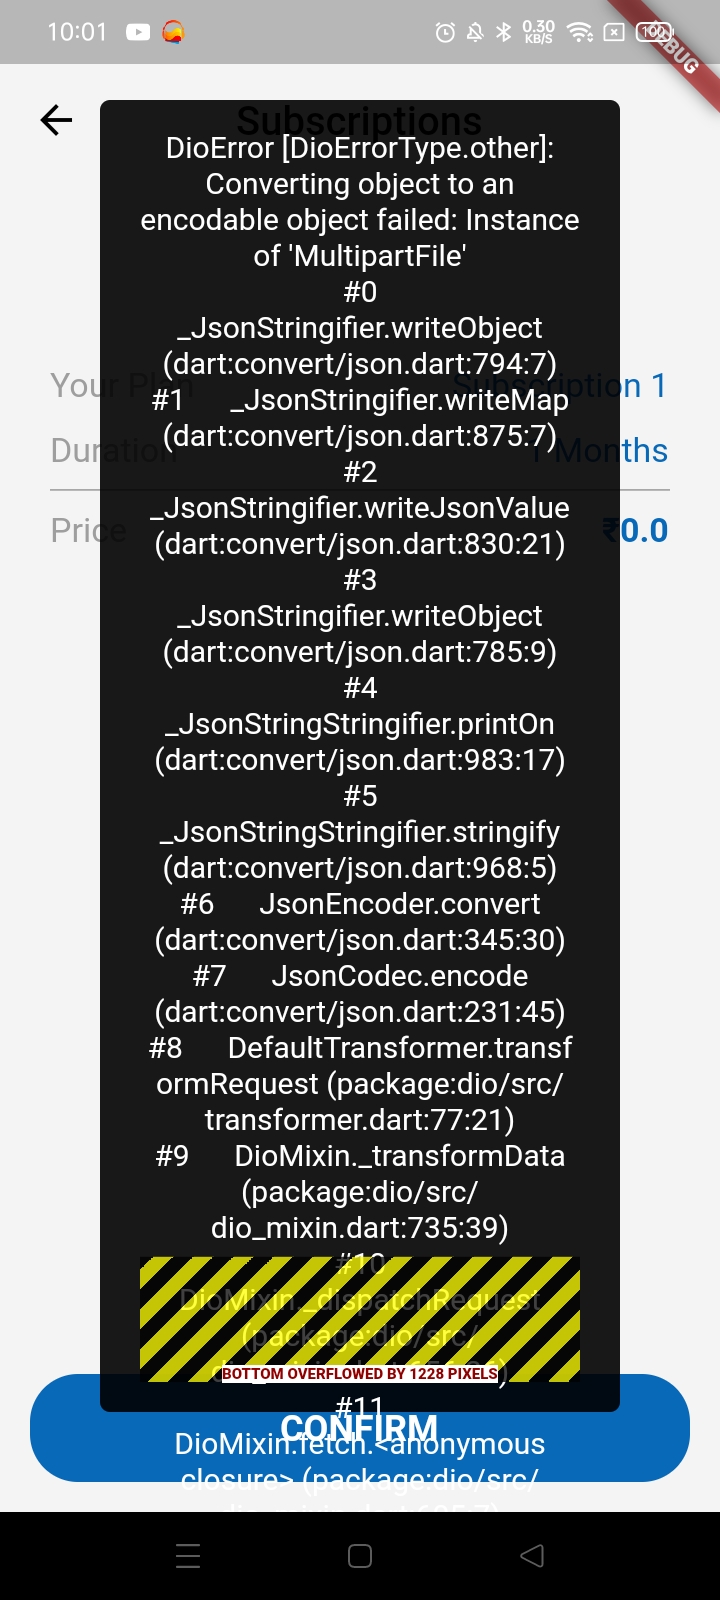 10:01
0.30
KB/S
100
DEBUG
Subscriptions
DioError [DioErrorType.other]:
Converting object to an
encodable object failed: Instance
of 'MultipartFile'
#0
_JsonStringifier.writeObject
(dart:convert/json.dart:794:7)
Your Plan
Subscription 1
#1 _JsonStringifier.writeMap
(dart:convert/json.dart:875:7)
Duration
1 Months
#2
_JsonStringifier.writeJsonValue
(dart:convert/json.dart:830:21)
Price
₹0.0
#3
_JsonStringifier.writeObject
(dart:convert/json.dart:785:9)
#4
_JsonStringStringifier.printOn
(dart:convert/json.dart:983:17)
#5
_JsonStringStringifier.stringify
(dart:convert/json.dart:968:5)
#6 JsonEncoder.convert
(dart:convert/json.dart:345:30)
#7 JsonCodec.encode
(dart:convert/json.dart:231:45)
#8 DefaultTransformer.transf
ormRequest (package:dio/src/
transformer.dart:77:21)
#9 DioMixin._transformData
(package:dio/src/
dio_mixin.dart:735:39)
#10
DioMixin._dispatchRequest
(package:dio/src/
BOTTOM OVERFLOWED BY 1228 PIXELS
#11
CONFIRM
DioMixin.fetch.<anonymous
closure> (package:dio/src/